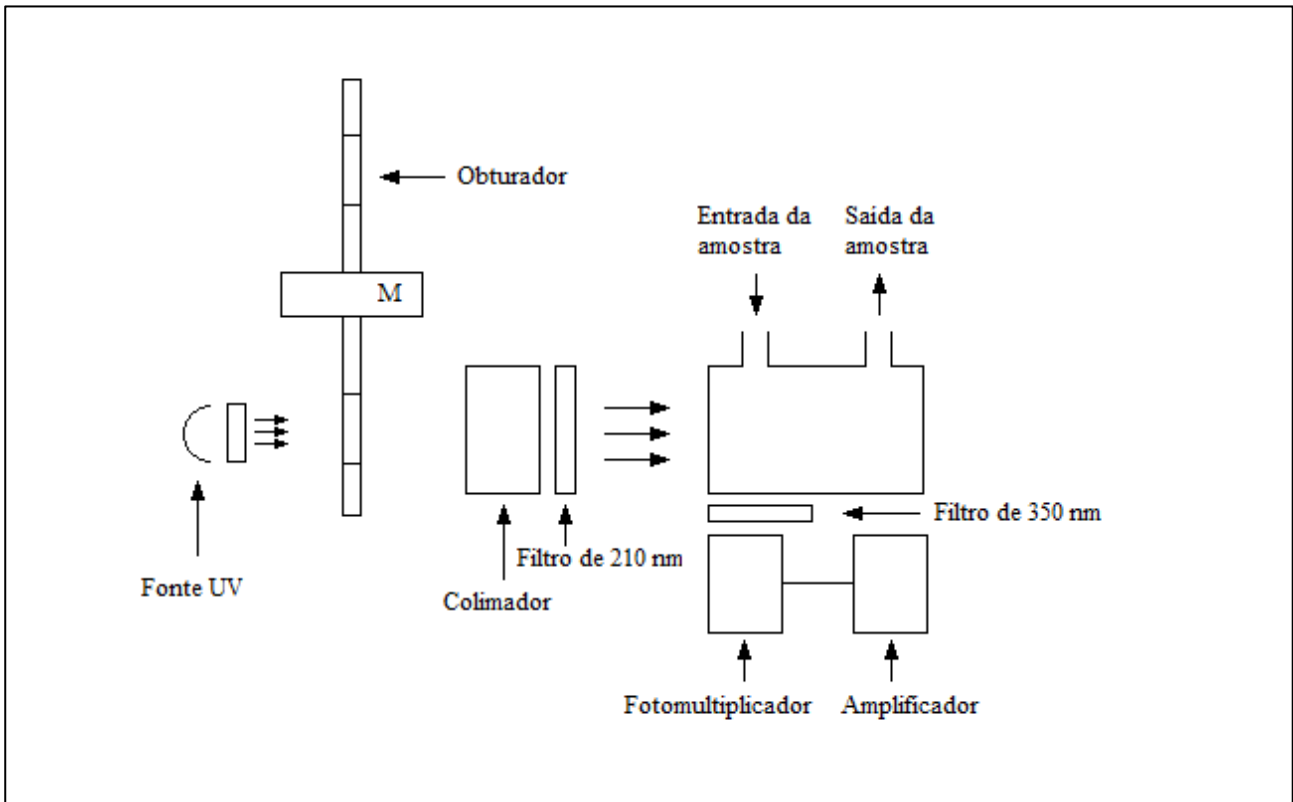 Obturador
Entrada da
amostra
Saída da
amostra
M
Filtro de 350 nm
Filtro de 210 nm
Fonte UV
Colimador
Fotomultiplicador
Amplificador